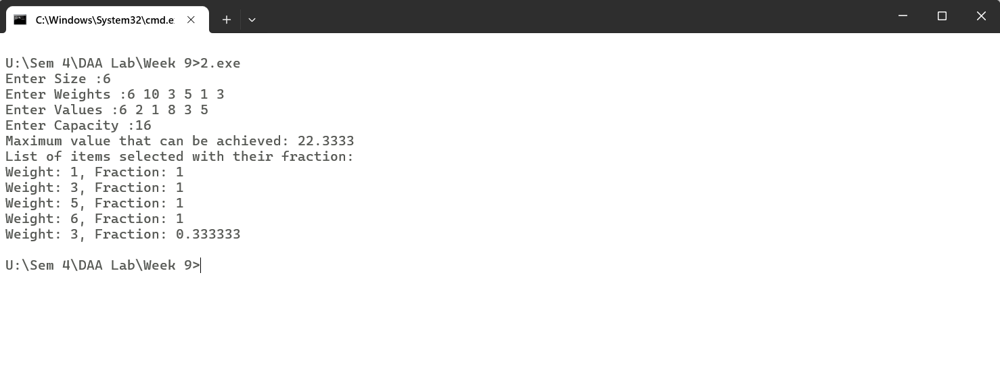 C:\Windows\System32\cmd.e
U:\Sem 4\DAA Lab\Week 9>2.exe
Enter Size :6
Enter Weights :6 10 3 5 1 3
Enter Values :6 2 1 8 3 5
Enter Capacity :16
Maximum value that can be achieved: 22.3333
List of items selected with their fraction:
Weight: 1, Fraction: 1
Weight: 3, Fraction: 1
Weight: 5, Fraction: 1
Weight: 6, Fraction: 1
Weight: 3, Fraction: 0.333333
U:\Sem 4\DAA Lab\Week 9>